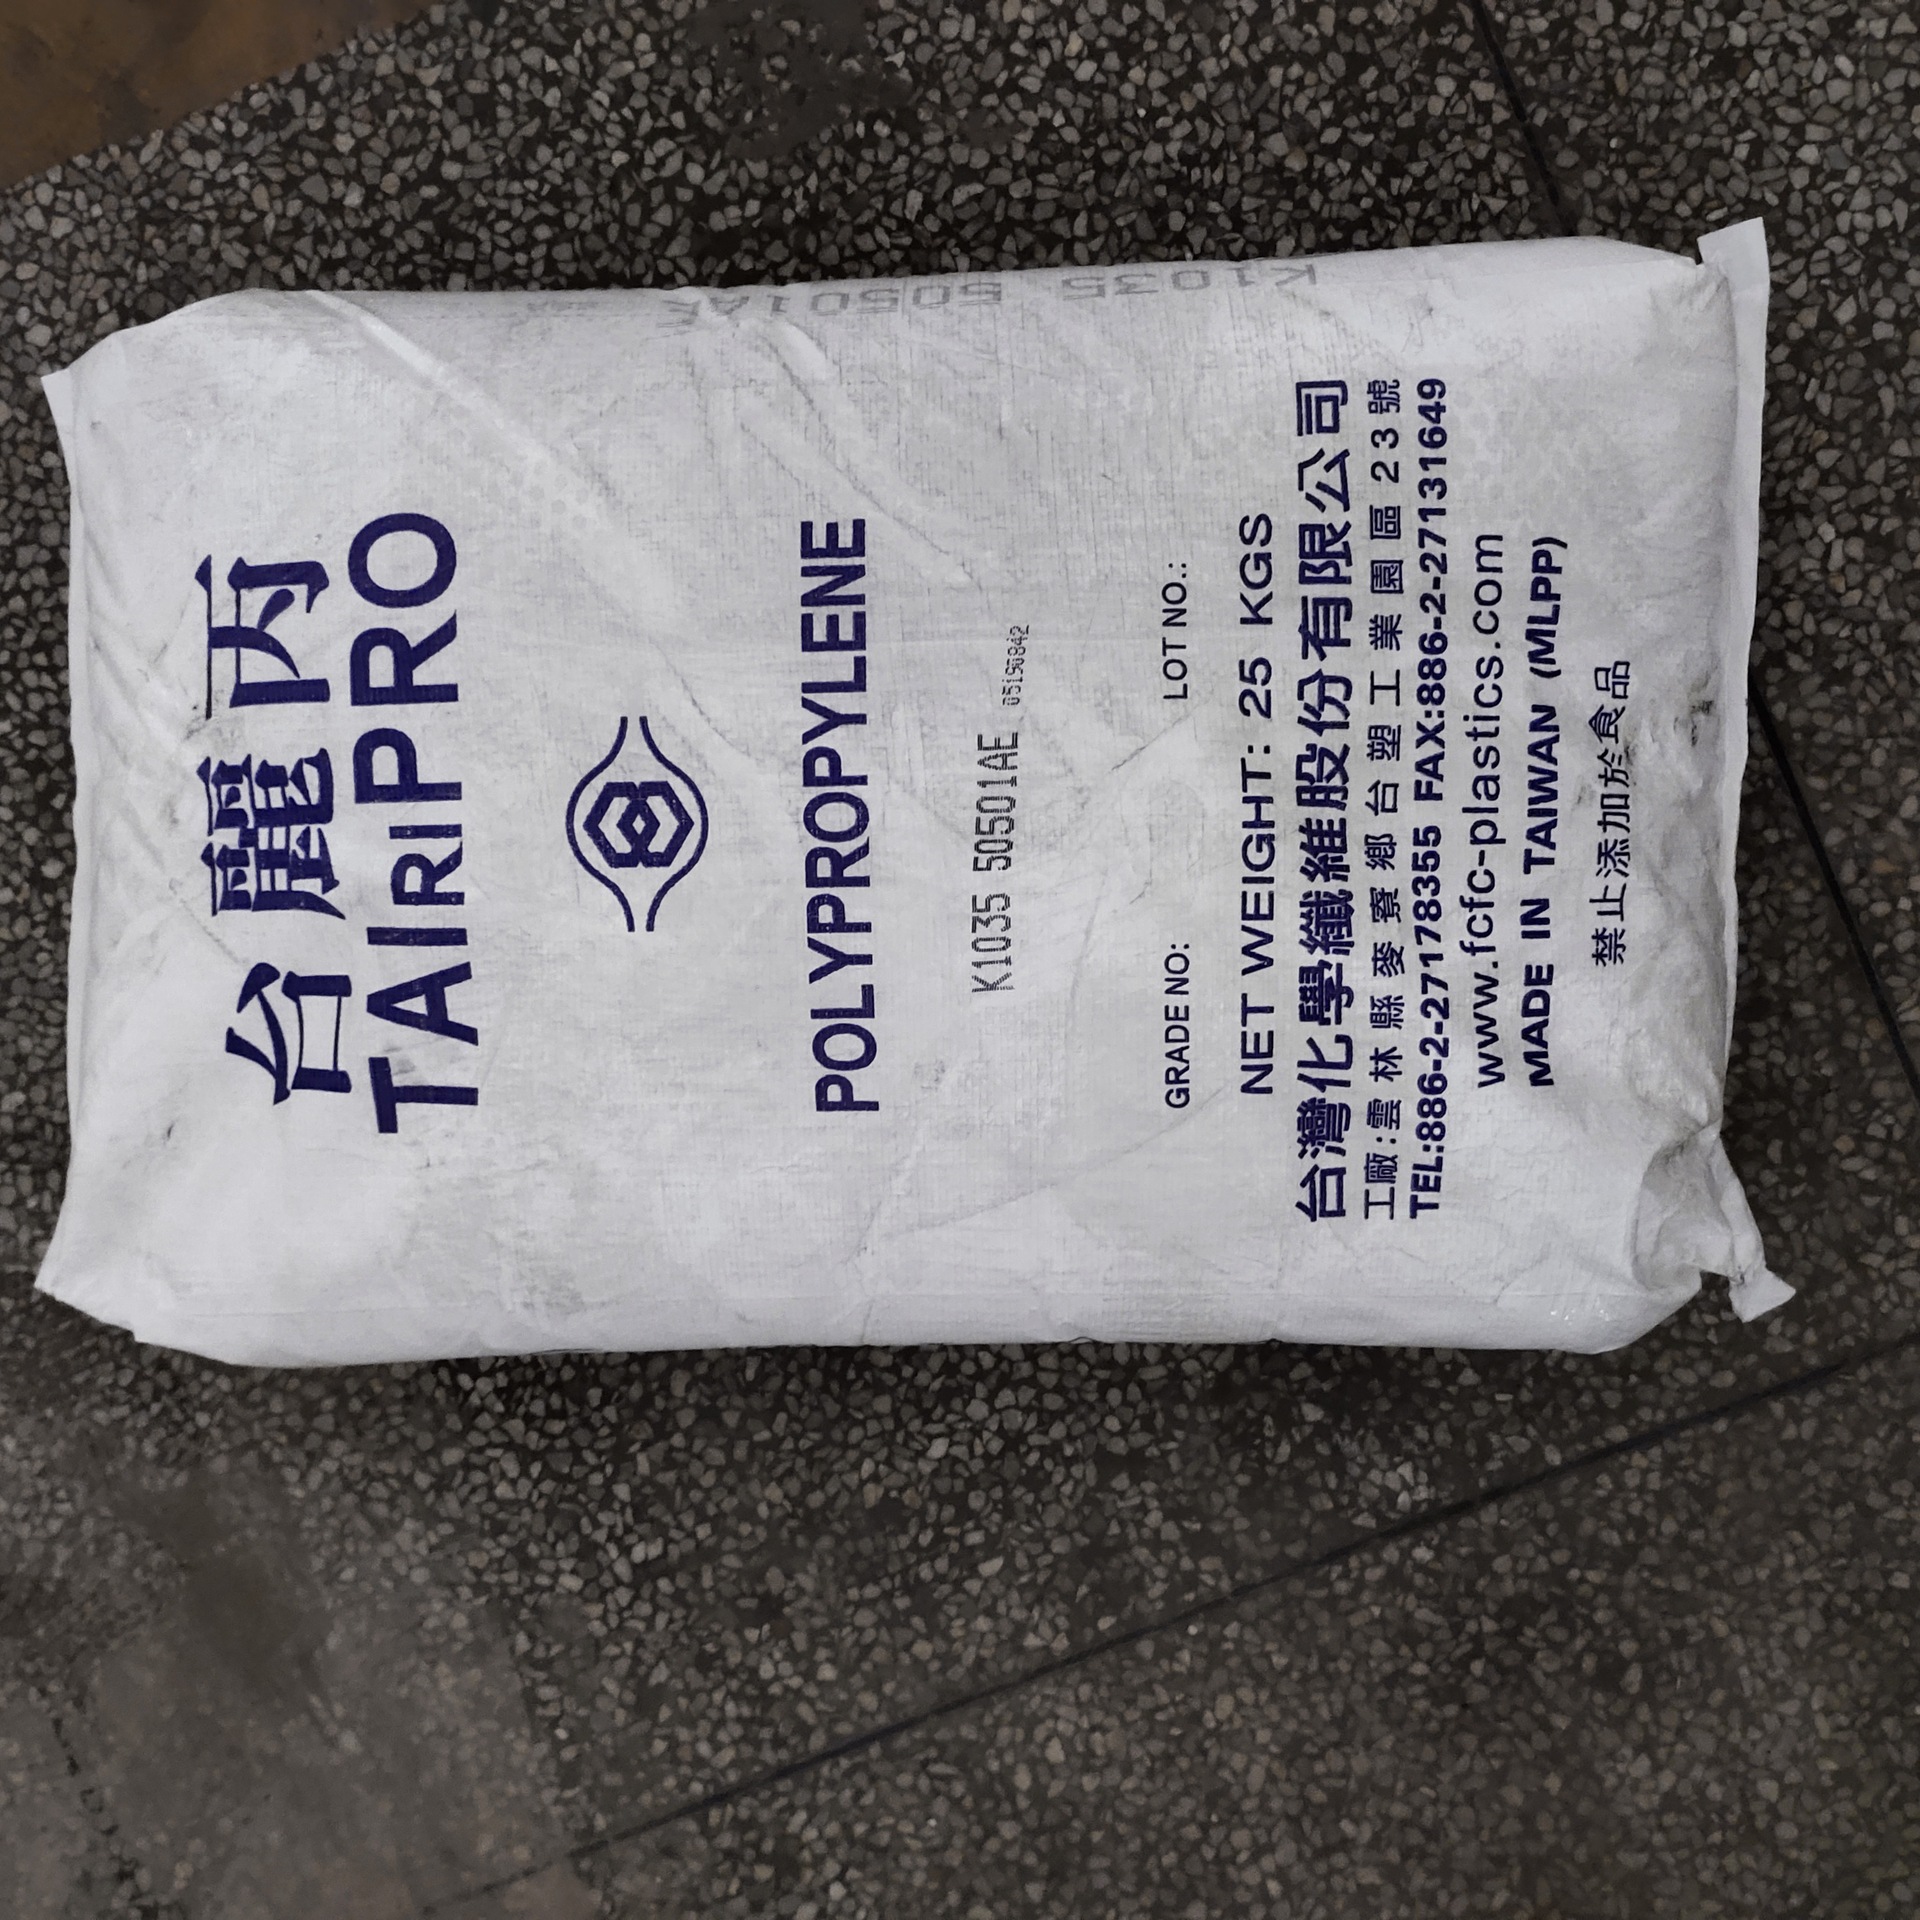 台麗丙
TAIRIPRO
POLYPROPYLENE
K1035 50501AE 05190842
GRADE NO: LOT NO.:
NET WEIGHT: 25 KGS
台灣化學纖維股份有限公司
工廠:雲林縣麥寮鄉台塑工業園區23號
TEL:886-2-27178355 FAX:886-2-27131649
www.fcfc-plastics.com
MADE IN TAIWAN (MLPP)
禁止添加於食品
K1035 50501AE